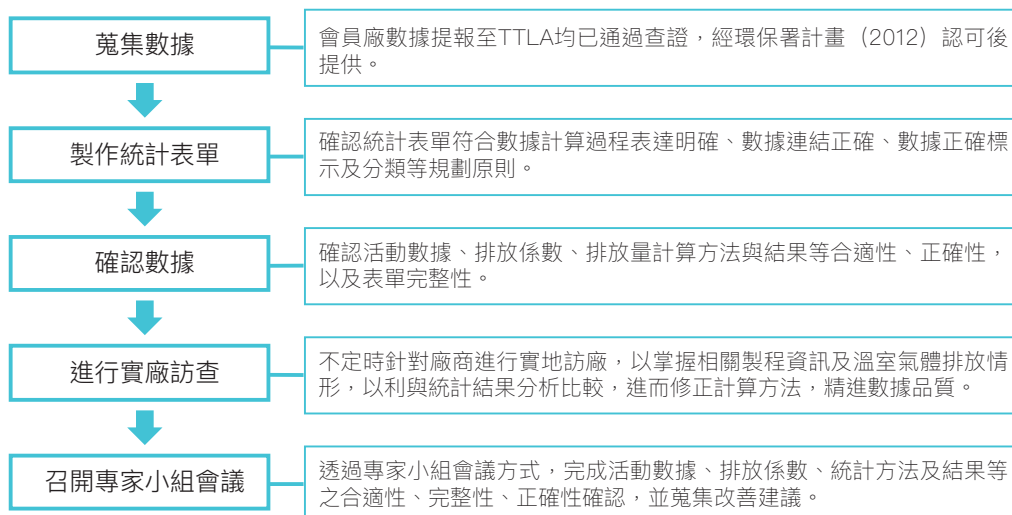 蒐集數據
會員廠數據提報至TTLA均已通過查證，經環保署計畫（2012）認可後
提供。
製作統計表單
確認統計表單符合數據計算過程表達明確、數據連結正確、數據正確標
示及分類等規劃原則。
確認數據
確認活動數據、排放係數、排放量計算方法與結果等合適性、正確性，
以及表單完整性。
進行實廠訪查
不定時針對廠商進行實地訪廠，以掌握相關製程資訊及溫室氣體排放情
形，以利與統計結果分析比較，進而修正計算方法，精進數據品質。
召開專家小組會議
透過專家小組會議方式，完成活動數據、排放係數、統計方法及結果等
之合適性、完整性、正確性確認，並蒐集改善建議。